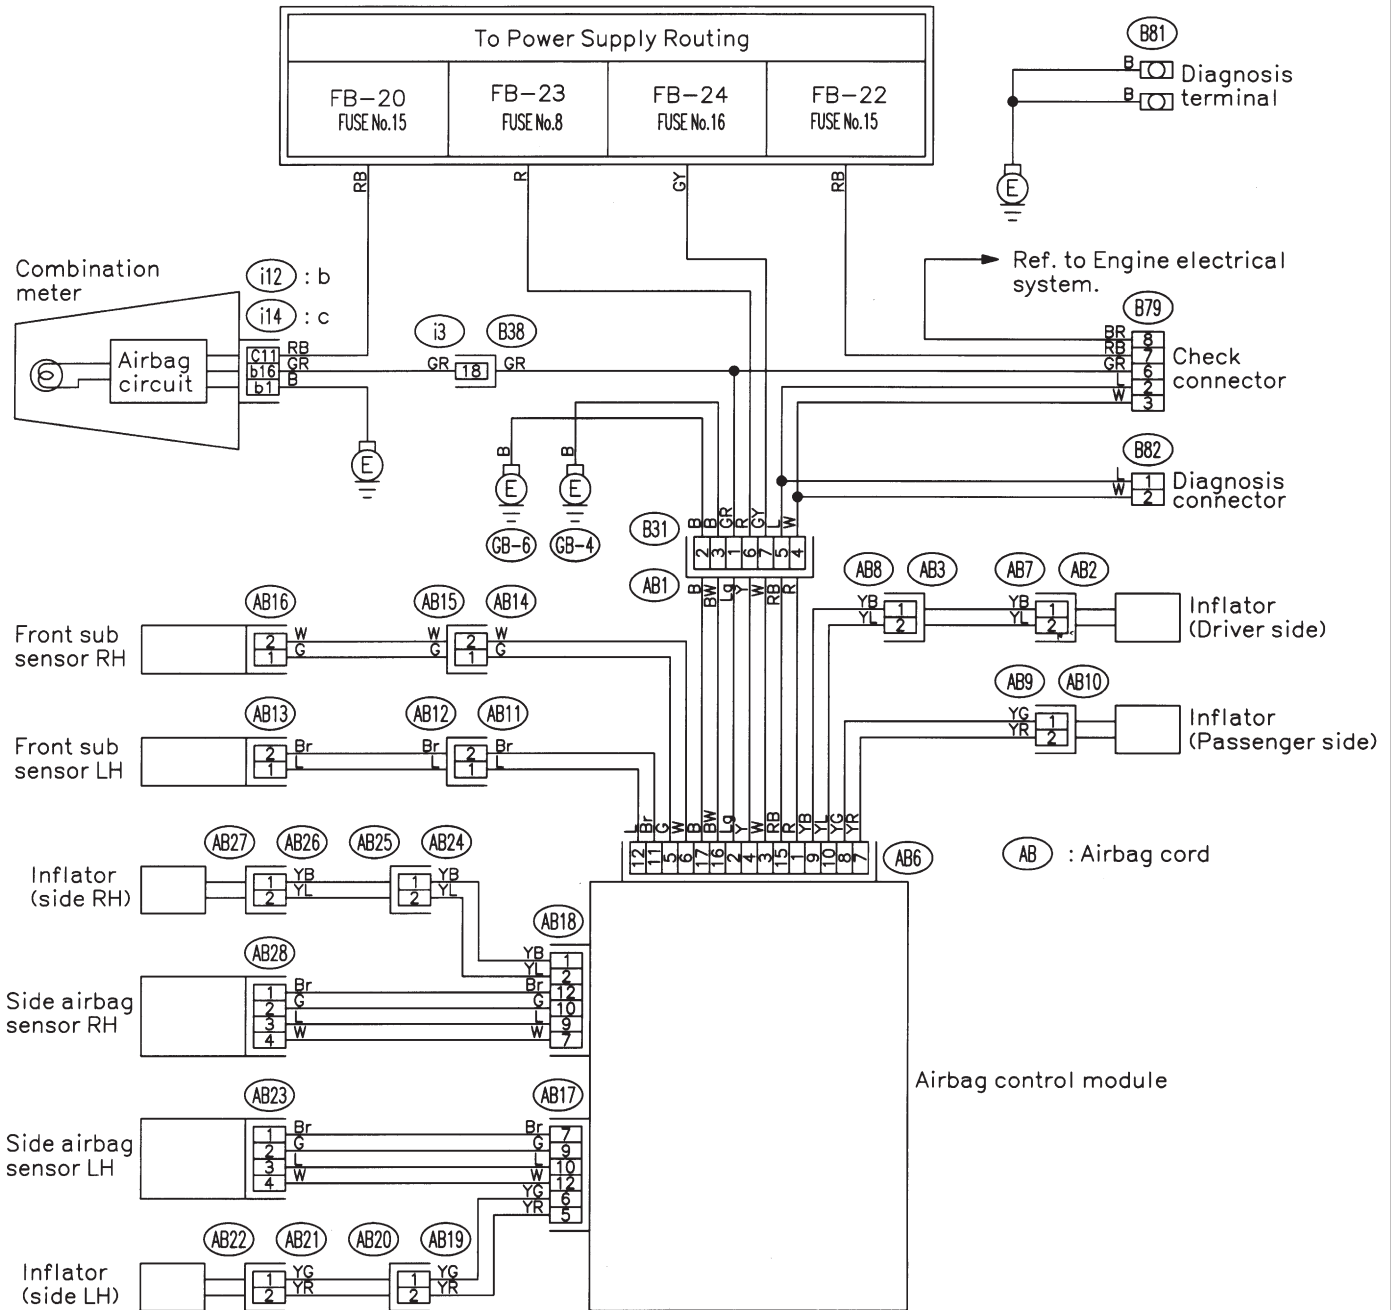 To Power Supply Routing
FB-20
FUSE No.15
FB-23
FUSE No.8
FB-24
FUSE No.16
FB-22
FUSE No.15
RB
R
GY
RB
B81
B
B
Diagnosis
terminal
E
Ref. to Engine electrical
system.
Combination
meter
i12 : b
i14 : c
Airbag
circuit
C11
b16
b1
RB
GR
B
E
i3
B38
GR
18
GR
B79
BR
RB
GR
L
W
8
7
6
2
3
Check
connector
B82
L
W
1
2
Diagnosis
connector
B
B
E
E
GB-6
GB-4
B31
B
B
GR
R
GY
L
W
2
3
1
6
7
5
4
AB1
B
BW
Lg
Y
W
RB
R
AB8
AB3
AB7
AB2
YB
YL
1
2
YB
YL
1
2
Inflator
(Driver side)
AB9
AB10
YG
YR
1
2
Inflator
(Passenger side)
AB16
AB15
AB14
Front sub
sensor RH
2
1
W
G
W
G
2
1
W
G
AB13
AB12
AB11
Front sub
sensor LH
2
1
Br
L
Br
L
2
1
Br
L
L
Br
G
W
B
BW
Lg
Y
W
RB
R
YB
YL
YG
YR
12
11
5
6
17
16
2
4
3
15
1
9
10
8
7
AB6
AB : Airbag cord
AB27
AB26
AB25
AB24
Inflator
(side RH)
1
2
YB
YL
1
2
YB
YL
AB18
YB
YL
Br
G
L
W
1
2
12
10
9
7
AB28
Side airbag
sensor RH
1
2
3
4
Br
G
L
W
Airbag control module
AB23
AB17
Side airbag
sensor LH
1
2
3
4
Br
G
L
W
Br
G
L
W
YG
YR
7
9
10
12
6
5
AB22
AB21
AB20
AB19
Inflator
(side LH)
1
2
YG
YR
1
2
YG
YR